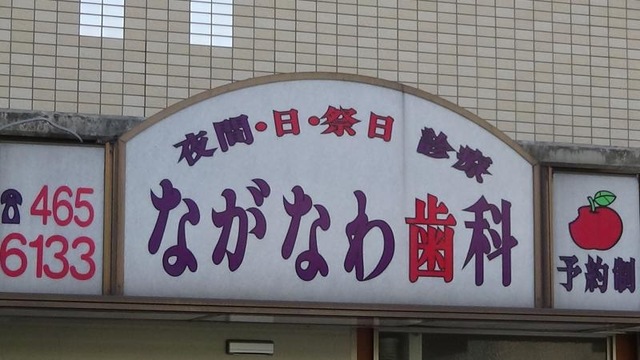 夜間・日・祭日 診療
ながなわ歯科
☎465
6133
予約制